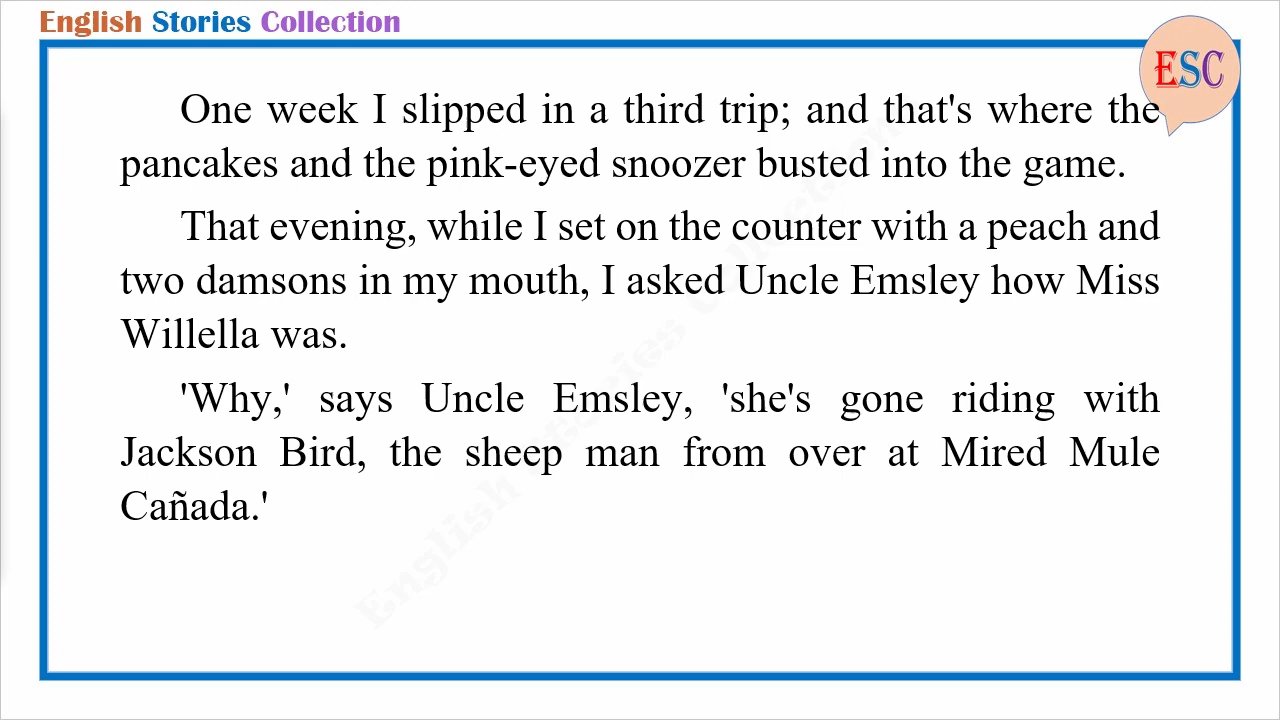 English Stories Collection
ESC
One week I slipped in a third trip; and that's where the
pancakes and the pink-eyed snoozer busted into the game.
That evening, while I set on the counter with a peach and
two damsons in my mouth, I asked Uncle Emsley how Miss
Willella was.
'Why,' says Uncle Emsley, 'she's gone riding with
Jackson Bird, the sheep man from over at Mired Mule
Cañada.'
English Stories Collection